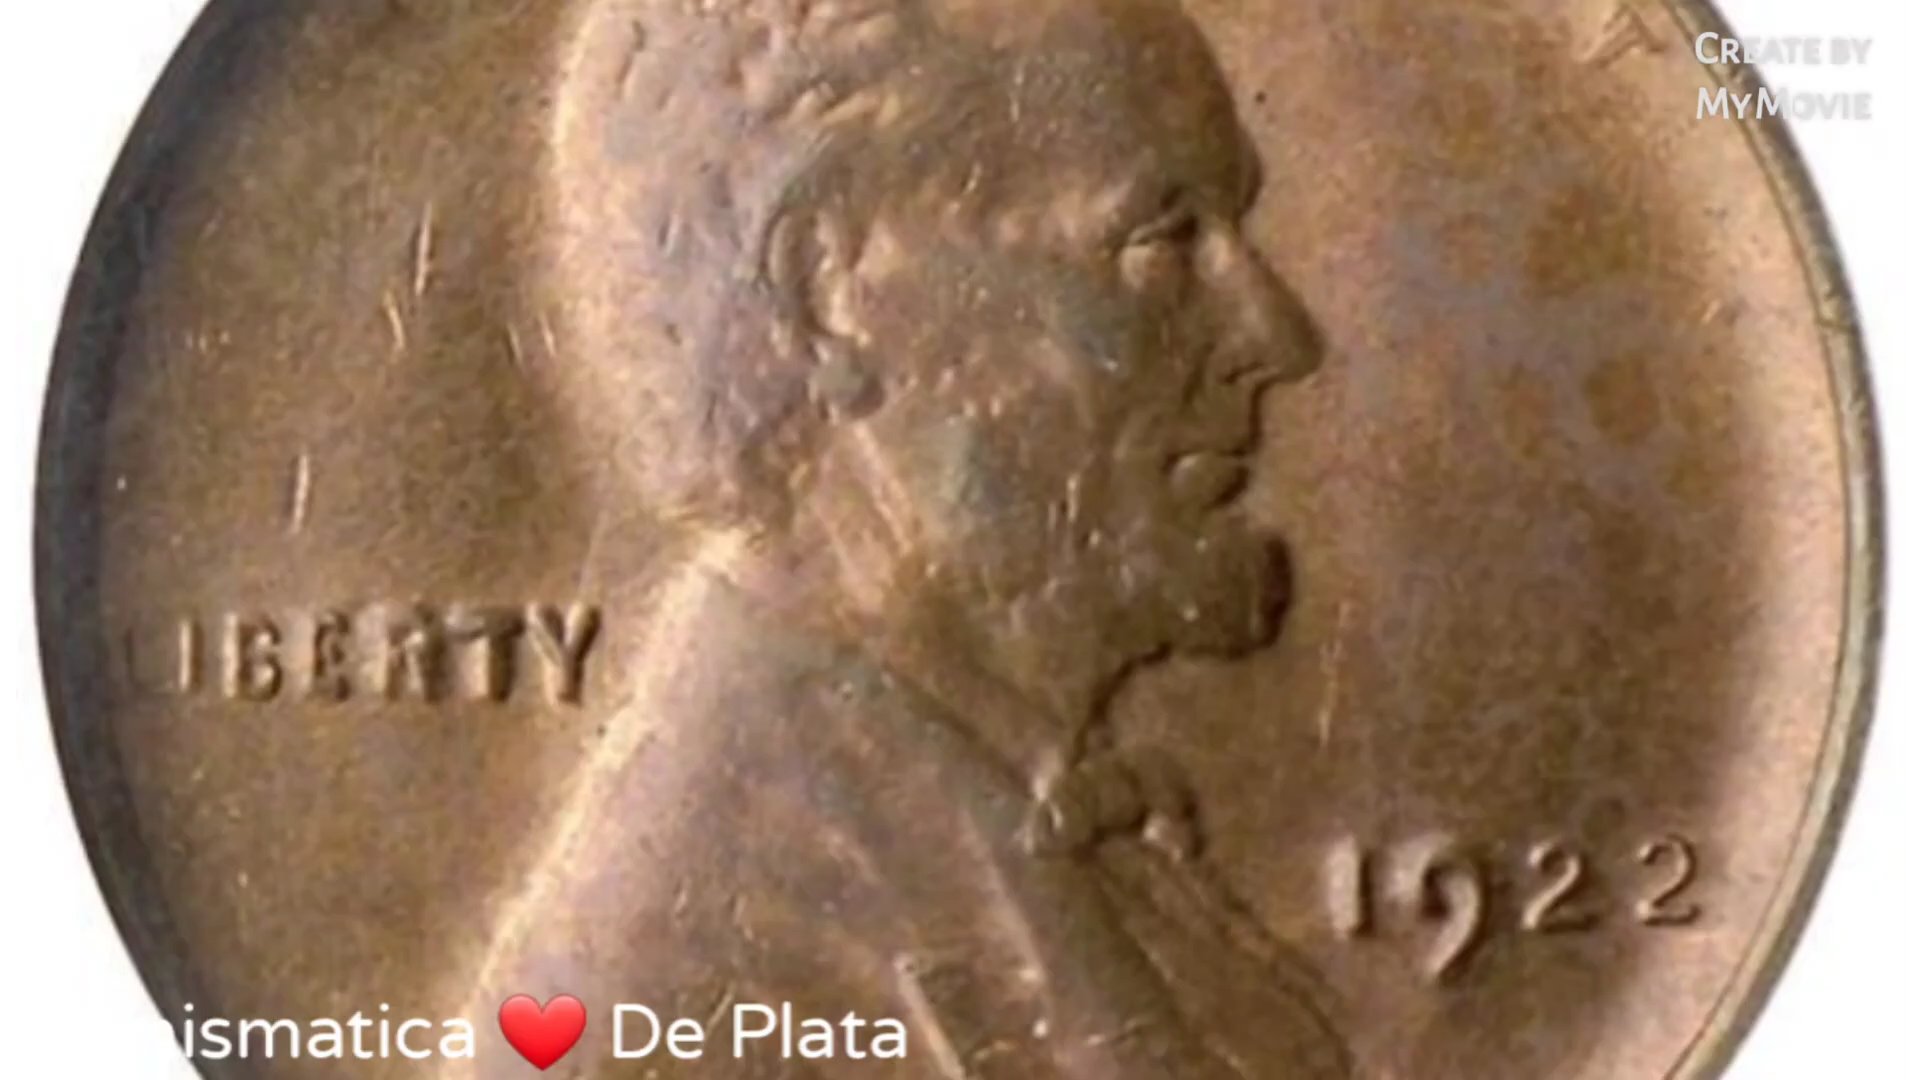 CREATE BY
MYMOVIE
LIBERTY
1922
ismatica ❤️ De Plata